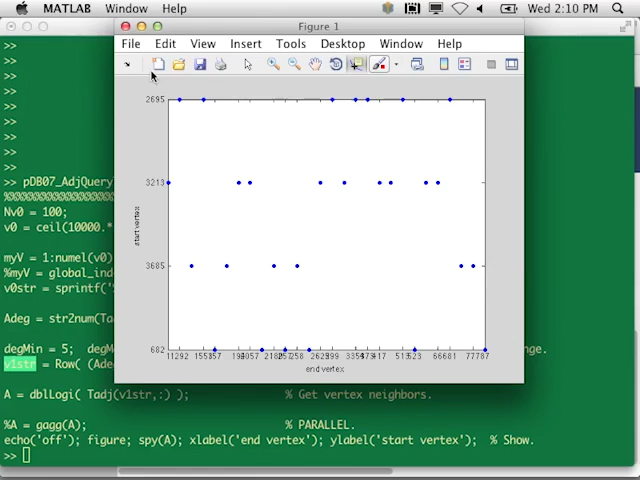 MATLAB Window Help
Wed 2:10 PM
Figure 1
File Edit View Insert Tools Desktop Window Help
>>
>>
>>
>>
>>
>>
>>
>>
>>
>> pDB07_AdjQuery
Nv0 = 100;
v0 = ceil(10000.*
myV = 1:numel(v0)
%myV = global_ind
v0str = sprintf('
Adeg = str2num(Ta
degMin = 5; deg
nge.
v1str = Row( (Ade
A = dblLogi( Tadj(v1str,:) ); % Get vertex neighbors.
%A = gagg(A); % PARALLEL.
echo('off'); figure; spy(A); xlabel('end vertex'); ylabel('start vertex'); % Show.
>>
2695
3213
3685
682
start vertex
end vertex